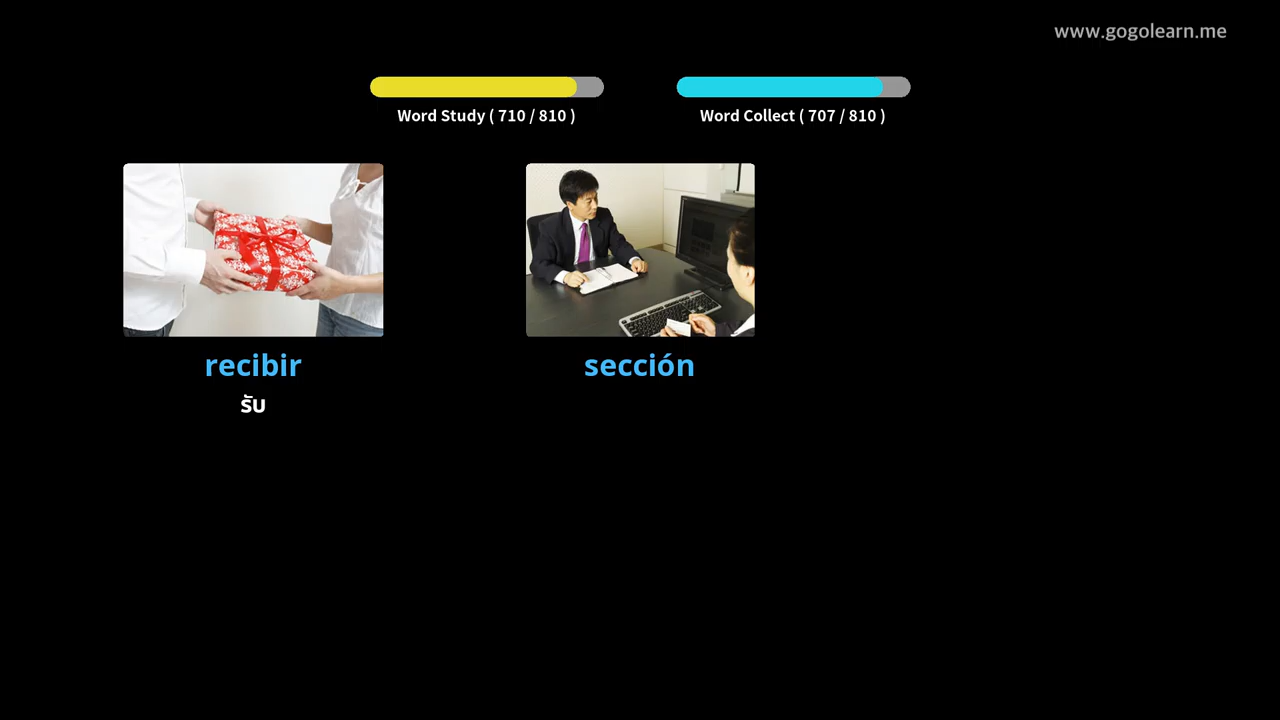 www.gogolearn.me
Word Study ( 710 / 810 )
Word Collect ( 707 / 810 )
recibir
sección
รับ